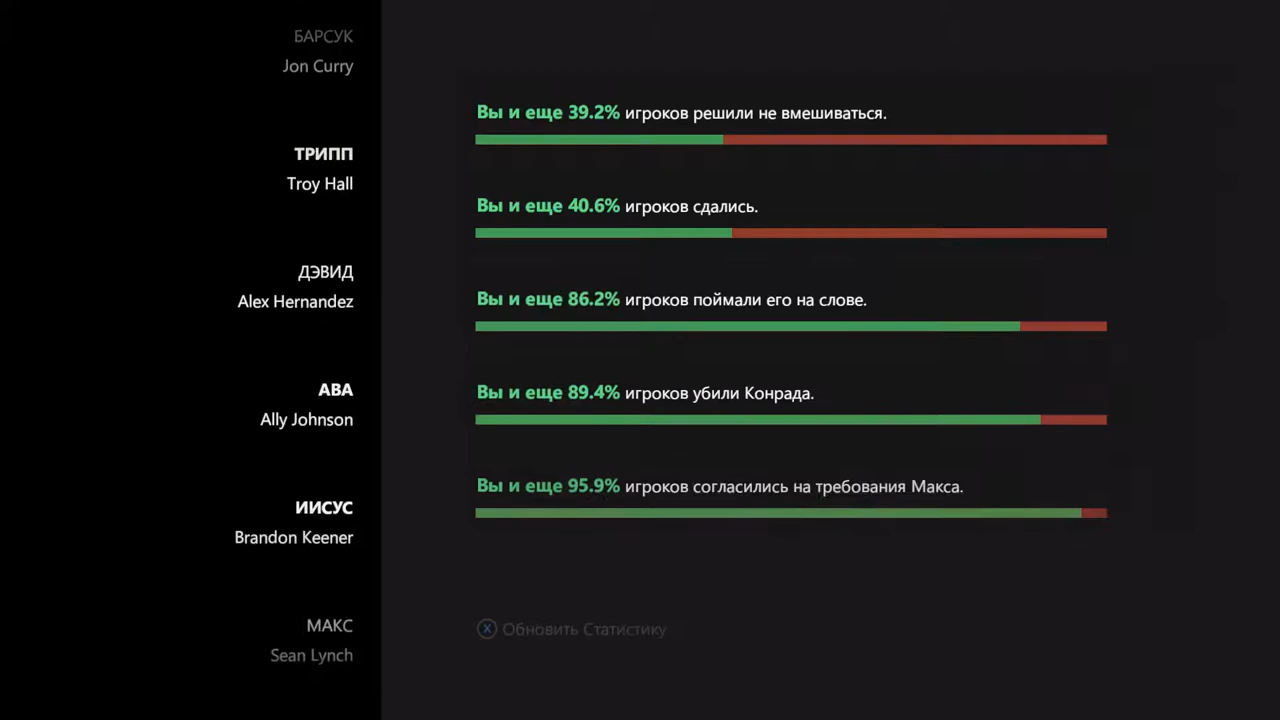 БАРСУК
Jon Curry
ТРИПП
Troy Hall
ДЭВИД
Alex Hernandez
АВА
Ally Johnson
ИИСУС
Brandon Keener
МАКС
Sean Lynch
Вы и еще 39.2% игроков решили не вмешиваться.
Вы и еще 40.6% игроков сдались.
Вы и еще 86.2% игроков поймали его на слове.
Вы и еще 89.4% игроков убили Конрада.
Вы и еще 95.9% игроков согласились на требования Макса.
X Обновить Статистику